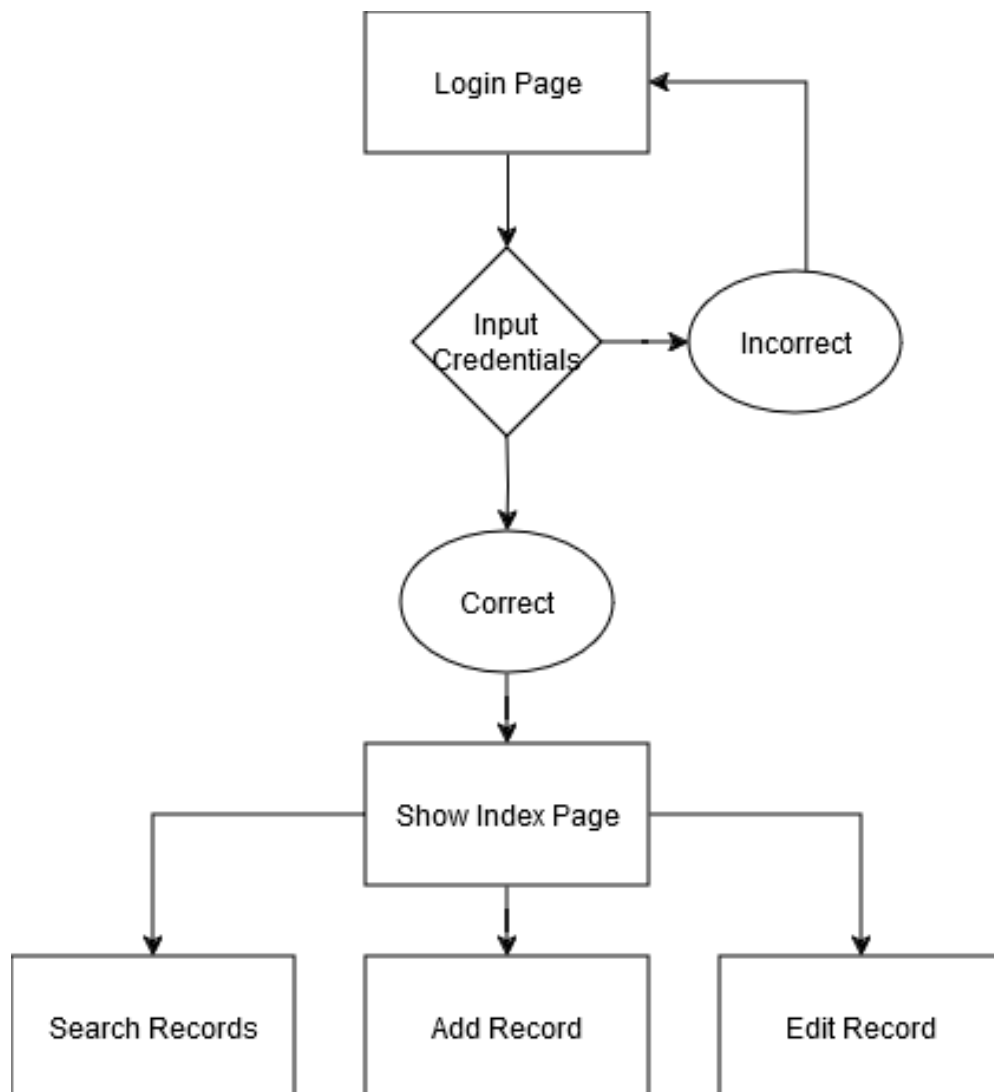 Login Page
Input
Credentials
Incorrect
Correct
Show Index Page
Search Records
Add Record
Edit Record